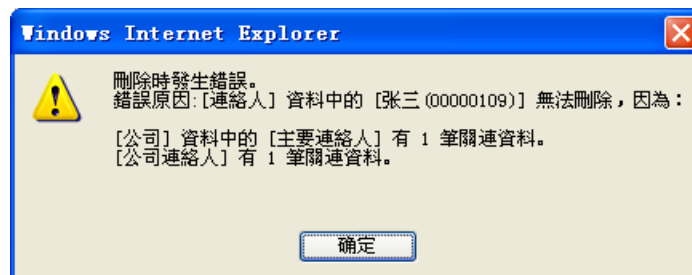 Windows Internet Explorer
刪除時發生錯誤。
錯誤原因:[連絡人] 資料中的 [张三(00000109)] 無法刪除，因為：
[公司] 資料中的 [主要連絡人] 有 1 筆關連資料。
[公司連絡人] 有 1 筆關連資料。
确定